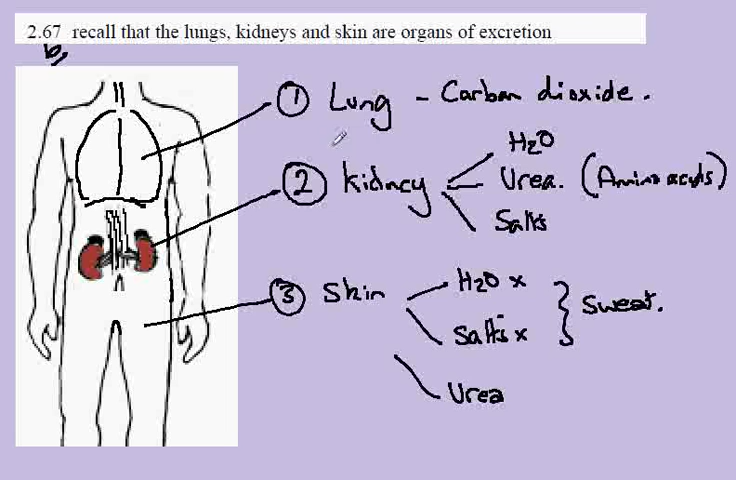 2.67 recall that the lungs, kidneys and skin are organs of excretion
b,
① Lung - Carbon dioxide.
② kidney
H₂O
Urea. (Amino acids)
Salts
③ Skin
H₂O x
Salts x
} Sweat.
Urea